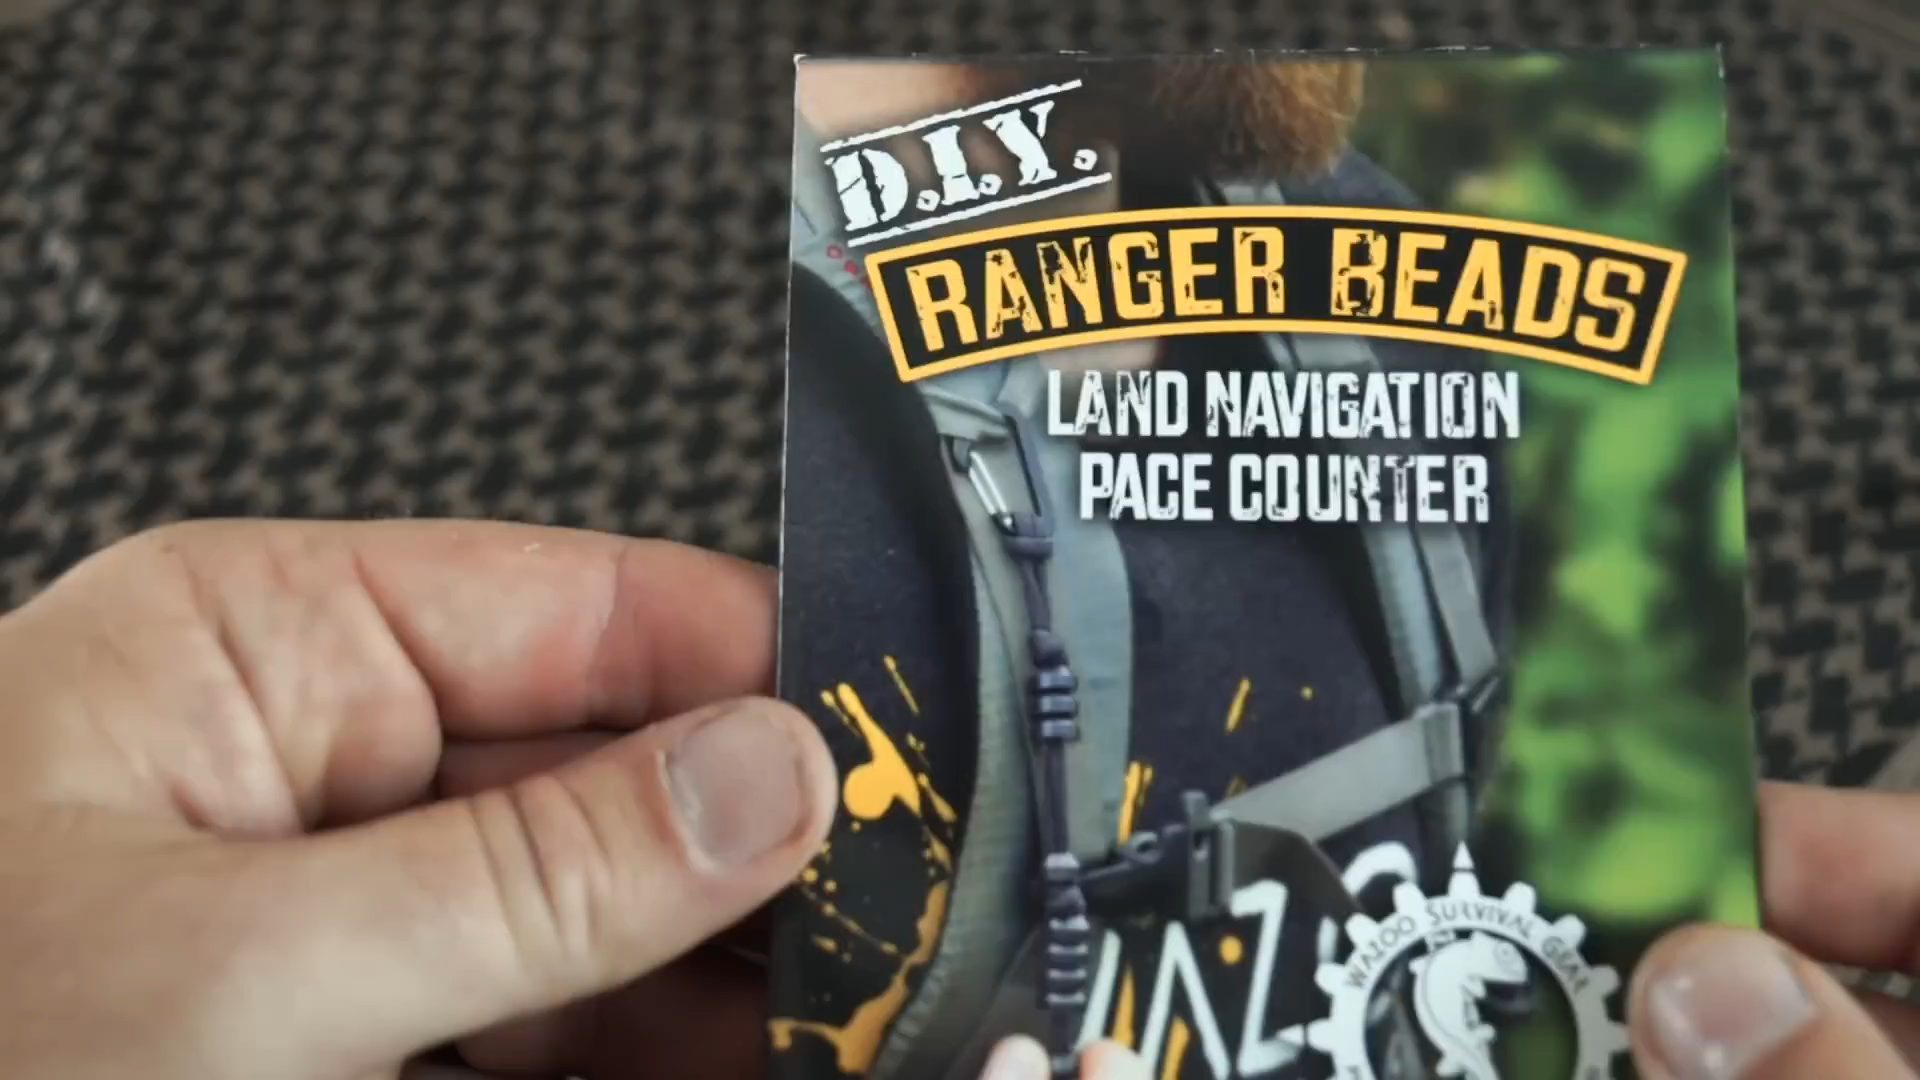 D.I.Y.
RANGER BEADS
LAND NAVIGATION
PACE COUNTER
WAZOO SURVIVAL GEAR